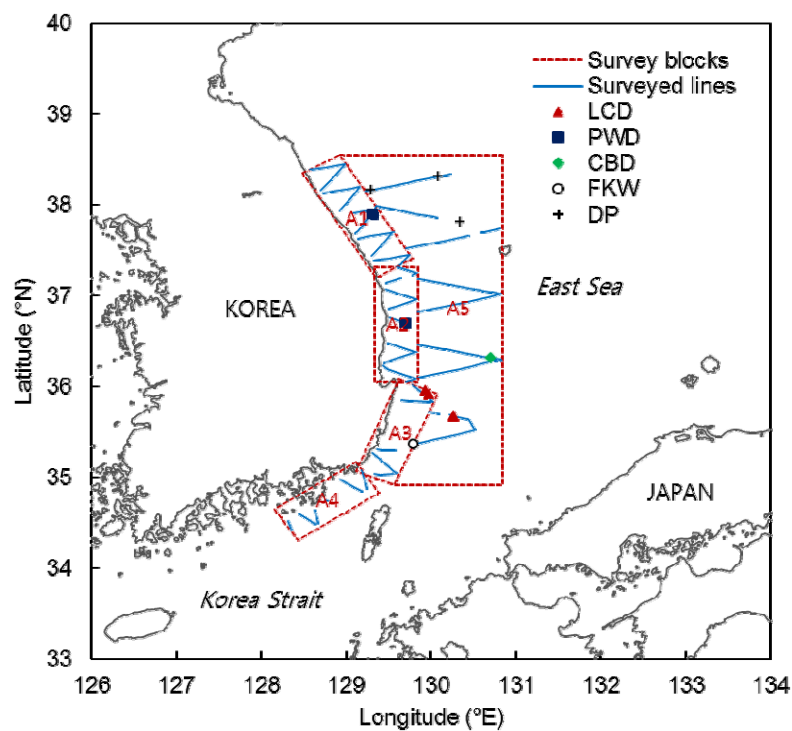 40
39
38
37
36
35
34
33
Latitude (°N)
126
127
128
129
130
131
132
133
134
Longitude (°E)
Survey blocks
Surveyed lines
LCD
PWD
CBD
FKW
DP
A1
KOREA
East Sea
A5
A3
A4
JAPAN
Korea Strait